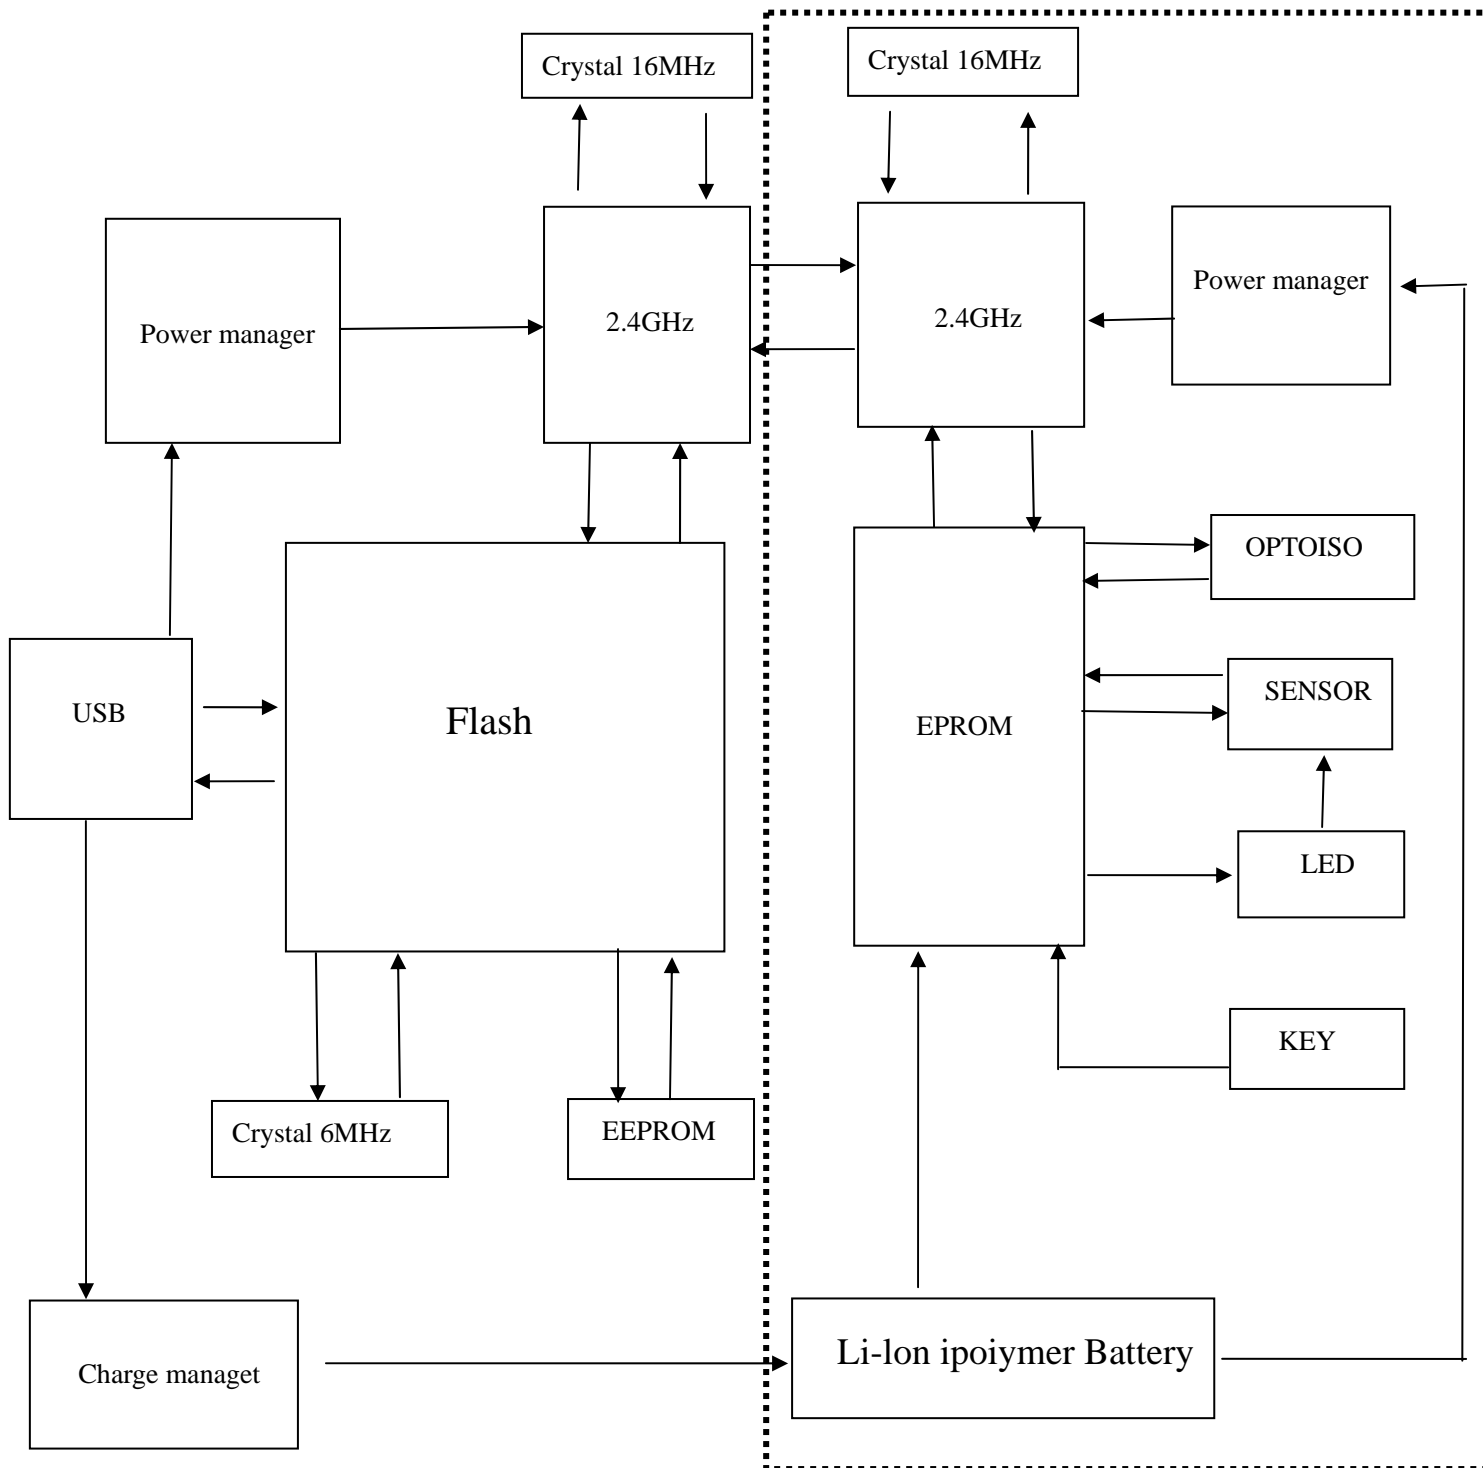 Crystal 16MHz
Crystal 16MHz
Power manager
2.4GHz
2.4GHz
Power manager
OPTOISO
USB
Flash
EPROM
SENSOR
LED
KEY
Crystal 6MHz
EEPROM
Charge managet
Li-lon ipoiymer Battery